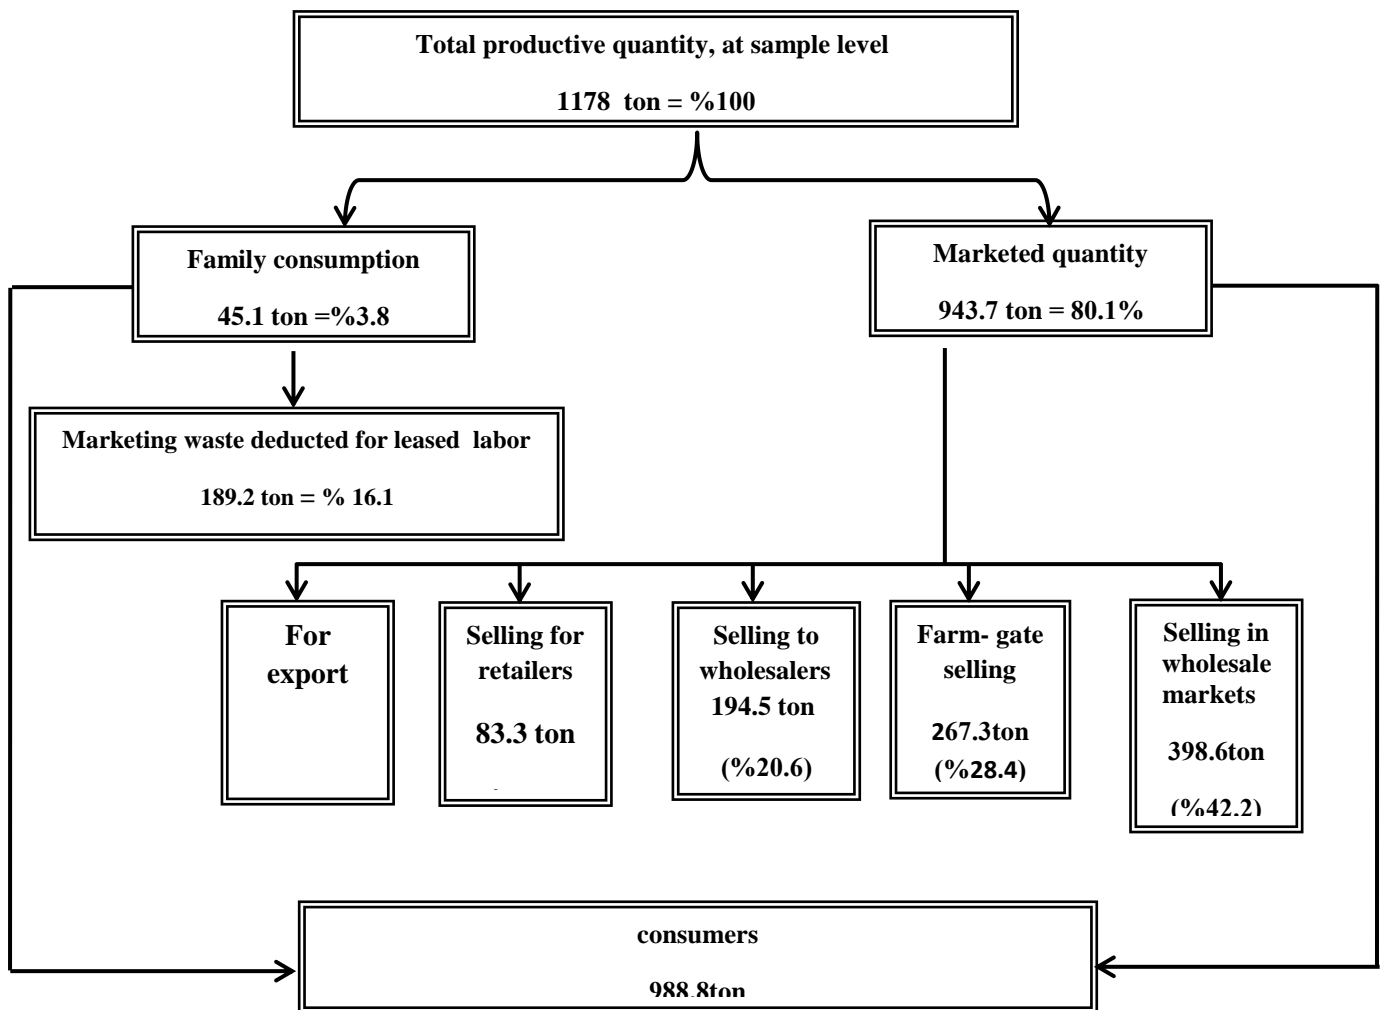 Total productive quantity, at sample level
1178 ton = %100
Family consumption
45.1 ton =%3.8
Marketed quantity
943.7 ton = 80.1%
Marketing waste deducted for leased labor
189.2 ton = % 16.1
For
export
Selling for
retailers
83.3 ton
Selling to
wholesalers
194.5 ton
(%20.6)
Farm- gate
selling
267.3ton
(%28.4)
Selling in
wholesale
markets
398.6ton
(%42.2)
consumers
988.8ton